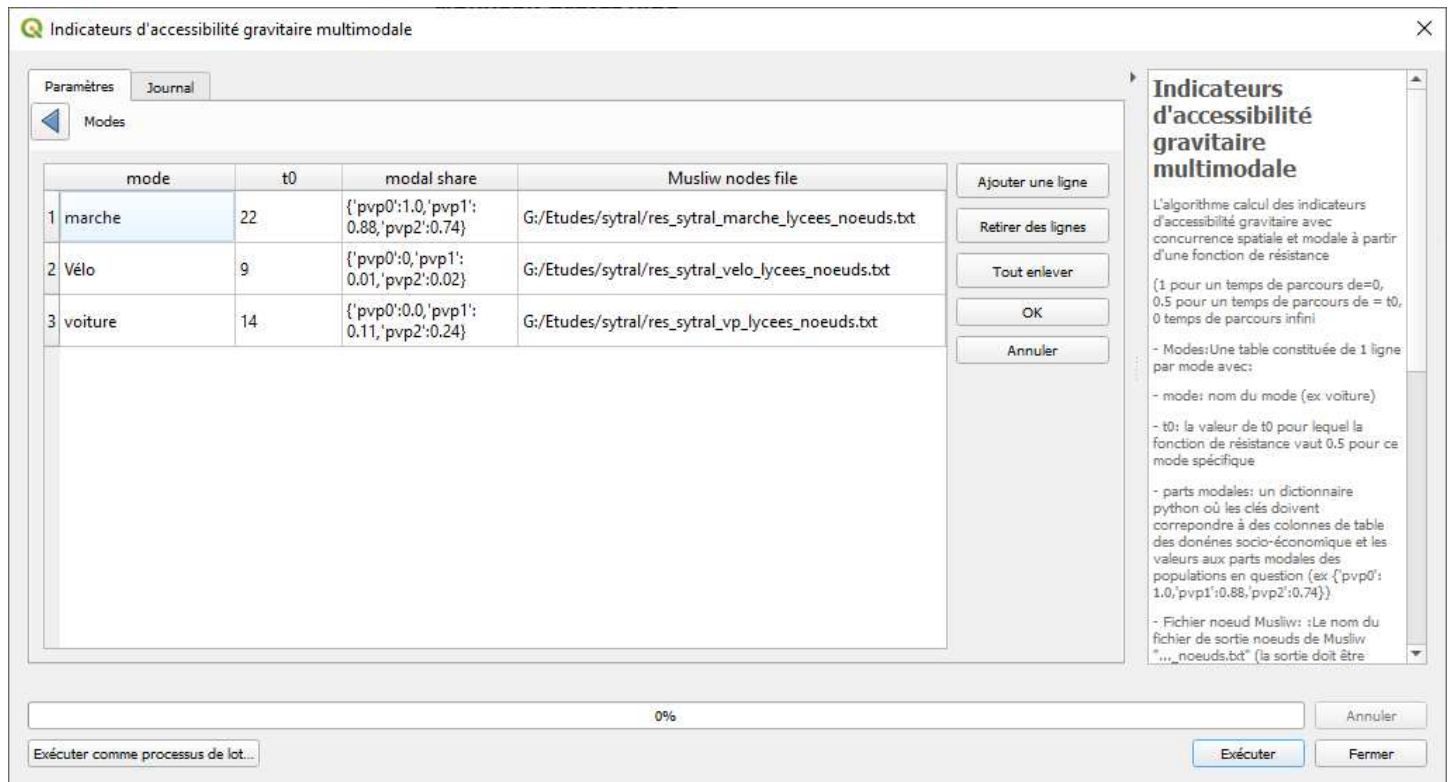 Indicateurs d'accessibilité gravitaire multimodale
Paramètres
Journal
Modes
mode
t0
modal share
Musliw nodes file
1
marche
22
{'pvp0':1.0,'pvp1':
0.88,'pvp2':0.74}
G:/Etudes/sytral/res_sytral_marche_lycees_noeuds.txt
2
Vélo
9
{'pvp0':0,'pvp1':
0.01,'pvp2':0.02}
G:/Etudes/sytral/res_sytral_velo_lycees_noeuds.txt
3
voiture
14
{'pvp0':0.0,'pvp1':
0.11,'pvp2':0.24}
G:/Etudes/sytral/res_sytral_vp_lycees_noeuds.txt
Ajouter une ligne
Retirer des lignes
Tout enlever
OK
Annuler
Indicateurs
d'accessibilité
gravitaire
multimodale
L'algorithme calcul des indicateurs
d'accessibilité gravitaire avec
concurrence spatiale et modale à partir
d'une fonction de résistance
(1 pour un temps de parcours de=0,
0.5 pour un temps de parcours de = t0,
0 temps de parcours infini
- Modes:Une table constituée de 1 ligne
par mode avec:
- mode: nom du mode (ex voiture)
- t0: la valeur de t0 pour lequel la
fonction de résistance vaut 0.5 pour ce
mode spécifique
- parts modales: un dictionnaire
python où les clés doivent
correpondre à des colonnes de table
des donénes socio-économique et les
valeurs aux parts modales des
populations en question (ex {'pvp0':
1.0,'pvp1':0.88,'pvp2':0.74})
- Fichier noeud Musliw: :Le nom du
fichier de sortie noeuds de Musliw
"..._noeuds.txt" (la sortie doit être
0%
Annuler
Exécuter comme processus de lot...
Exécuter
Fermer